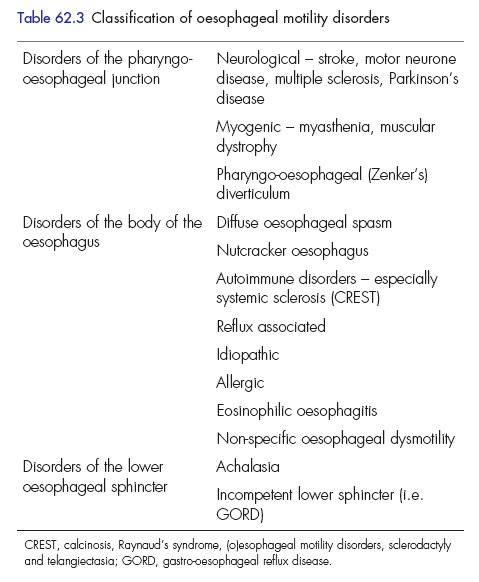 Table 62.3 Classification of oesophageal motility disorders
Disorders of the pharyngo-
oesophageal junction
Neurological – stroke, motor neurone
disease, multiple sclerosis, Parkinson's
disease
Myogenic – myasthenia, muscular
dystrophy
Pharyngo-oesophageal (Zenker's)
diverticulum
Disorders of the body of the
oesophagus
Diffuse oesophageal spasm
Nutcracker oesophagus
Autoimmune disorders – especially
systemic sclerosis (CREST)
Reflux associated
Idiopathic
Allergic
Eosinophilic oesophagitis
Non-specific oesophageal dysmotility
Disorders of the lower
oesophageal sphincter
Achalasia
Incompetent lower sphincter (i.e.
GORD)
CREST, calcinosis, Raynaud's syndrome, (o)esophageal motility disorders, sclerodactyly
and telangiectasia; GORD, gastro-oesophageal reflux disease.